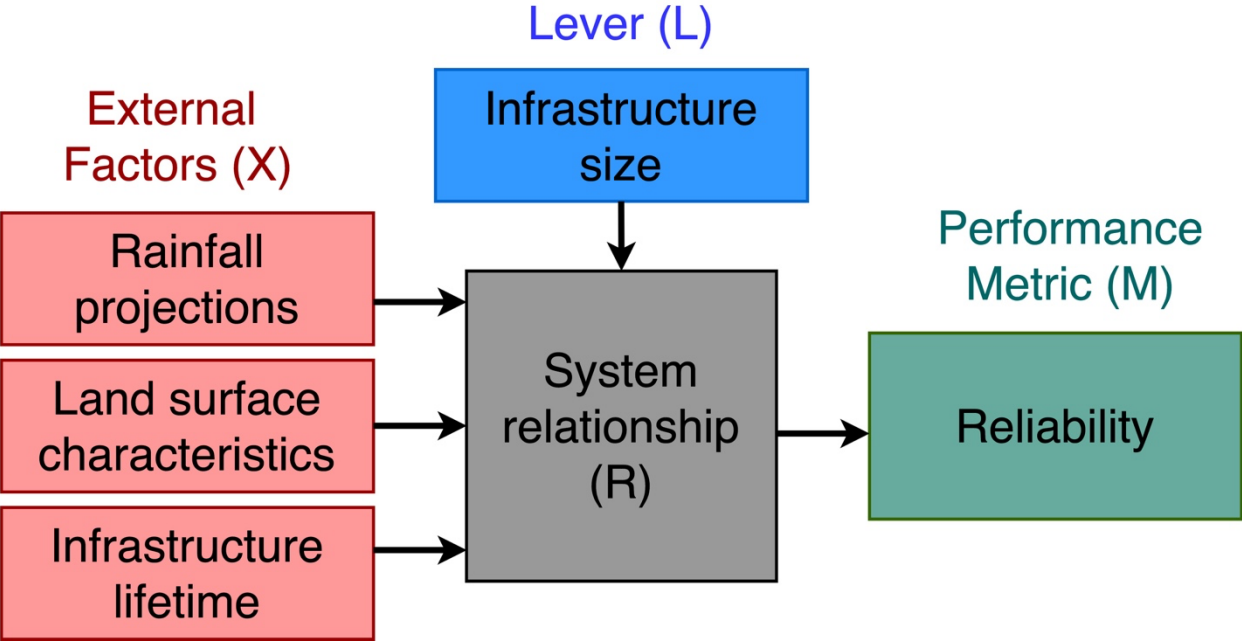 Lever (L)
Infrastructure
size
External
Factors (X)
Rainfall
projections
Land surface
characteristics
Infrastructure
lifetime
System
relationship
(R)
Performance
Metric (M)
Reliability